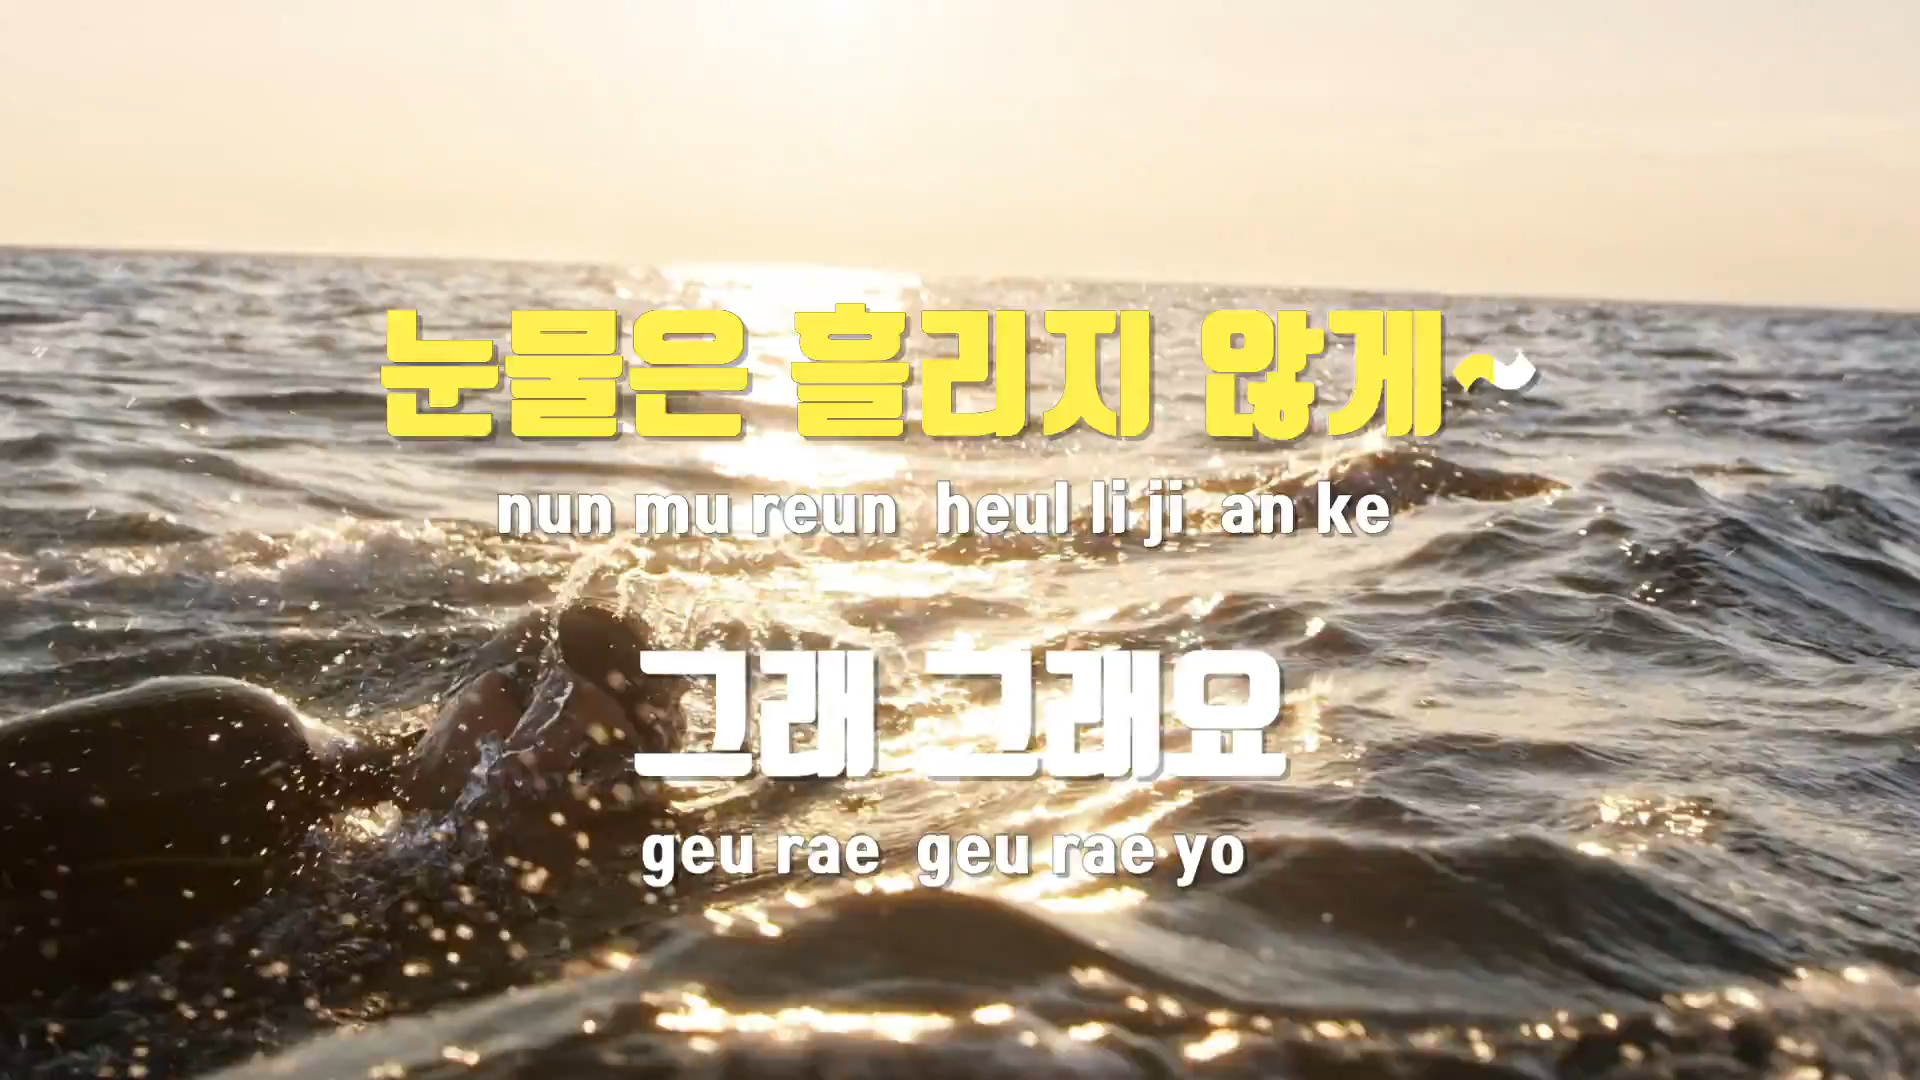 눈물은 흘리지 않게~
nun mu reun heul li ji an ke
그래 그래요
geu rae geu rae yo